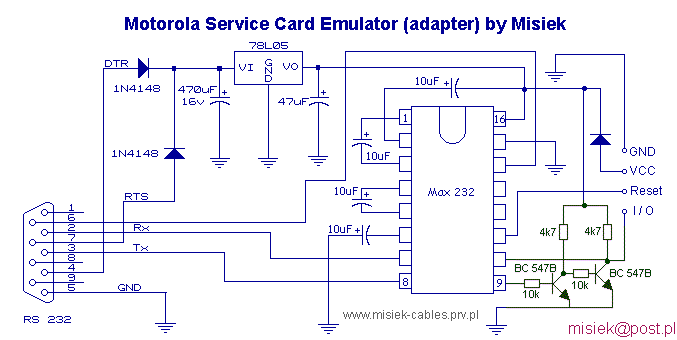 Motorola Service Card Emulator (adapter) by Misiek
78L05
DTR
VI
GND
VO
1N4148
470uF
16v
47uF
10uF
1
16
10uF
GND
VCC
1N4148
Max 232
RTS
10uF
Reset
I/O
1
6
2
7
3
8
4
9
5
Rx
10uF
4k7
4k7
Tx
BC 547B
BC 547B
8
9
10k
10k
GND
RS 232
www.misiek-cables.prv.pl
misiek@post.pl